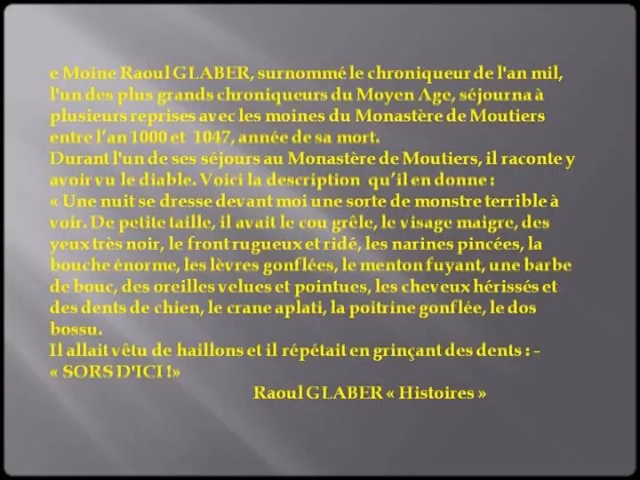 e Moine Raoul GLABER, surnommé le chroniqueur de l'an mil,
l'un des plus grands chroniqueurs du Moyen Age, séjourna à
plusieurs reprises avec les moines du Monastère de Moutiers
entre l’an 1000 et 1047, année de sa mort.
Durant l'un de ses séjours au Monastère de Moutiers, il raconte y
avoir vu le diable. Voici la description qu’il en donne :
« Une nuit se dresse devant moi une sorte de monstre terrible à
voir. De petite taille, il avait le cou grêle, le visage maigre, des
yeux très noir, le front rugueux et ridé, les narines pincées, la
bouche énorme, les lèvres gonflées, le menton fuyant, une barbe
de bouc, des oreilles velues et pointues, les cheveux hérissés et
des dents de chien, le crane aplati, la poitrine gonflée, le dos
bossu.
Il allait vêtu de haillons et il répétait en grinçant des dents : -
« SORS D'ICI !»
Raoul GLABER « Histoires »